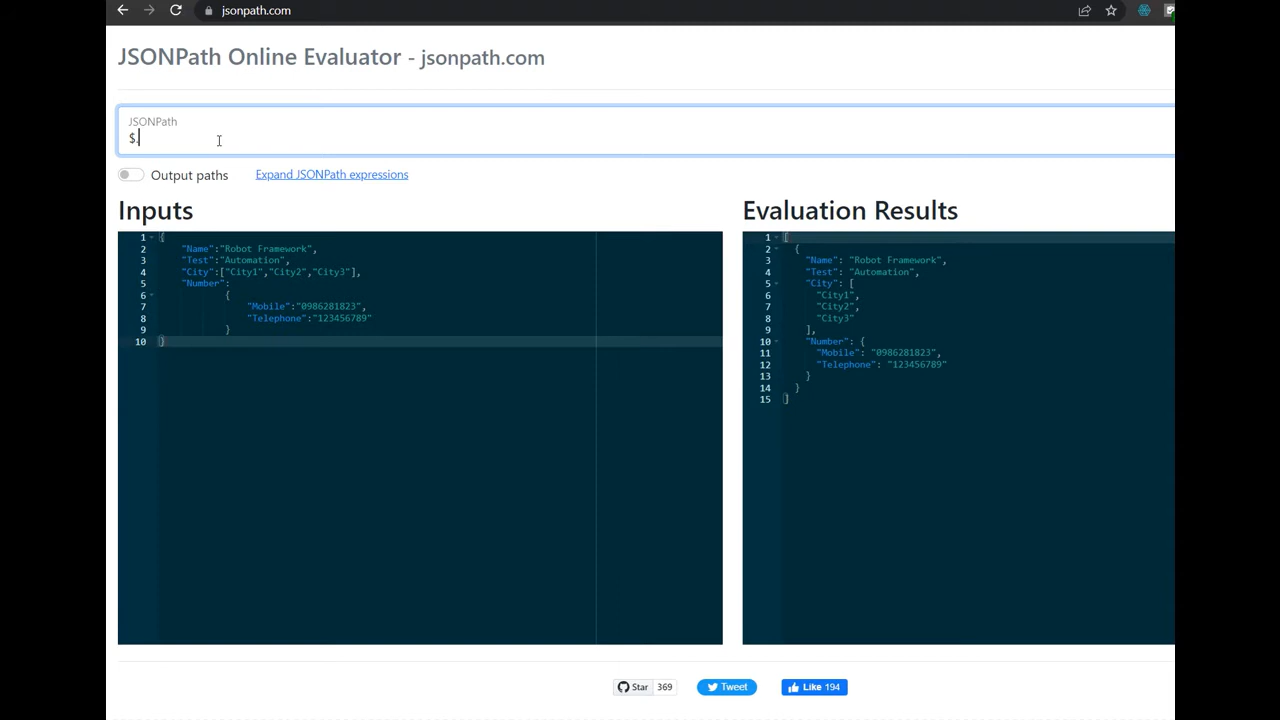 jsonpath.com
JSONPath Online Evaluator - jsonpath.com
JSONPath
$.
Output paths
Expand JSONPath expressions
Inputs
1 {
2 "Name":"Robot Framework",
3 "Test":"Automation",
4 "City":["City1","City2","City3"],
5 "Number":
6 {
7 "Mobile":"0986281823",
8 "Telephone":"123456789"
9 }
10 }
Evaluation Results
1 [
2 {
3 "Name": "Robot Framework",
4 "Test": "Automation",
5 "City": [
6 "City1",
7 "City2",
8 "City3"
9 ],
10 "Number": {
11 "Mobile": "0986281823",
12 "Telephone": "123456789"
13 }
14 }
15 ]
Star 369
Tweet
Like 194